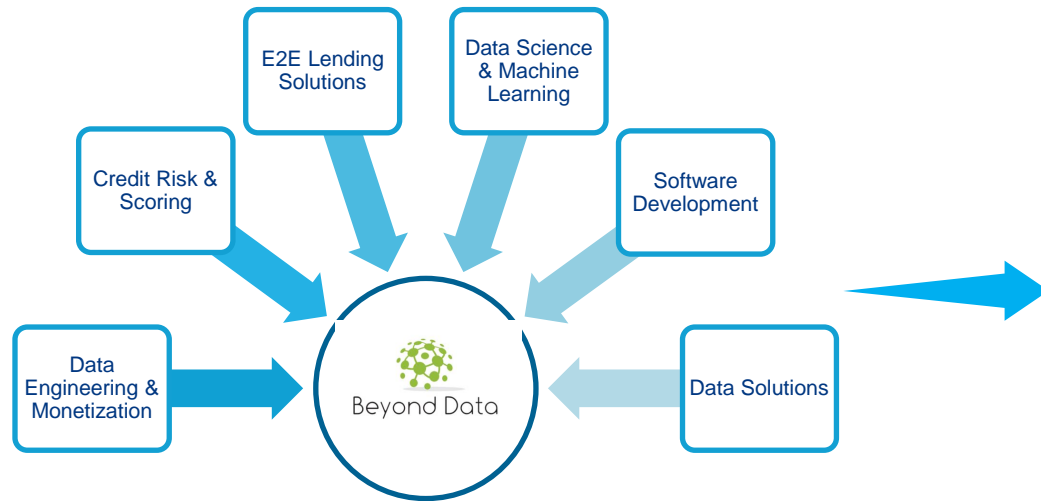 E2E Lending
Solutions
Data Science
& Machine
Learning
Credit Risk &
Scoring
Software
Development
Data
Engineering &
Monetization
Beyond Data
Data Solutions